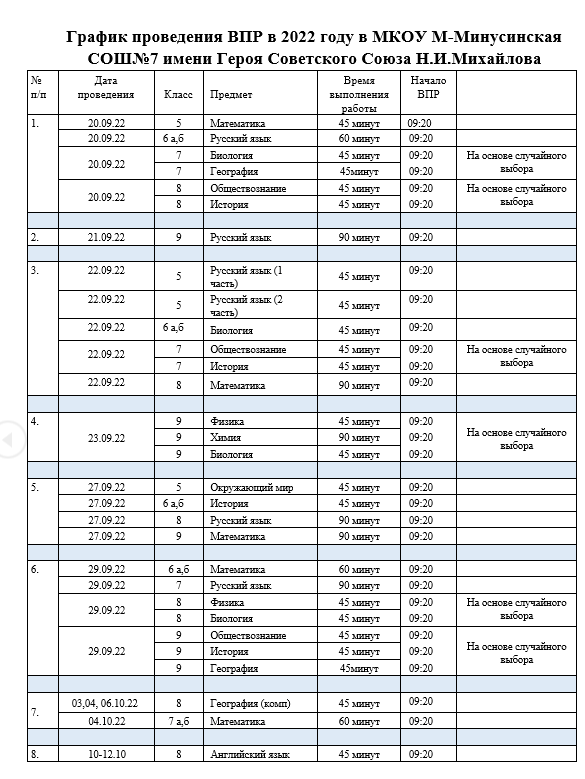 График проведения ВПР в 2022 году в МКОУ М-Минусинская
СОШ№7 имени Героя Советского Союза Н.И.Михайлова
№ п/п Дата проведения Класс Предмет Время выполнения работы Начало ВПР
1. 20.09.22 5 Математика 45 минут 09:20
20.09.22 6 а,б Русский язык 60 минут 09:20
20.09.22 7 Биология 45 минут 09:20 На основе случайного выбора
7 География 45минут 09:20
20.09.22 8 Обществознание 45 минут 09:20 На основе случайного выбора
8 История 45 минут 09:20
2. 21.09.22 9 Русский язык 90 минут 09:20
3. 22.09.22 5 Русский язык (1 часть) 45 минут 09:20
22.09.22 5 Русский язык (2 часть) 45 минут 09:20
22.09.22 6 а,б Биология 45 минут 09:20
22.09.22 7 Обществознание 45 минут 09:20 На основе случайного выбора
7 История 45 минут 09:20
22.09.22 8 Математика 90 минут 09:20
4. 23.09.22 9 Физика 45 минут 09:20 На основе случайного выбора
9 Химия 90 минут 09:20
9 Биология 45 минут 09:20
5. 27.09.22 5 Окружающий мир 45 минут 09:20
27.09.22 6 а,б История 45 минут 09:20
27.09.22 8 Русский язык 90 минут 09:20
27.09.22 9 Математика 90 минут 09:20
6. 29.09.22 6 а,б Математика 60 минут 09:20
29.09.22 7 Русский язык 90 минут 09:20
29.09.22 8 Физика 45 минут 09:20 На основе случайного выбора
8 Биология 45 минут 09:20
29.09.22 9 Обществознание 45 минут 09:20 На основе случайного выбора
9 История 45 минут 09:20
9 География 45минут 09:20
7. 03,04, 06.10.22 8 География (комп) 45 минут 09:20
04.10.22 7 а,б Математика 60 минут 09:20
8. 10-12.10 8 Английский язык 45 минут 09:20